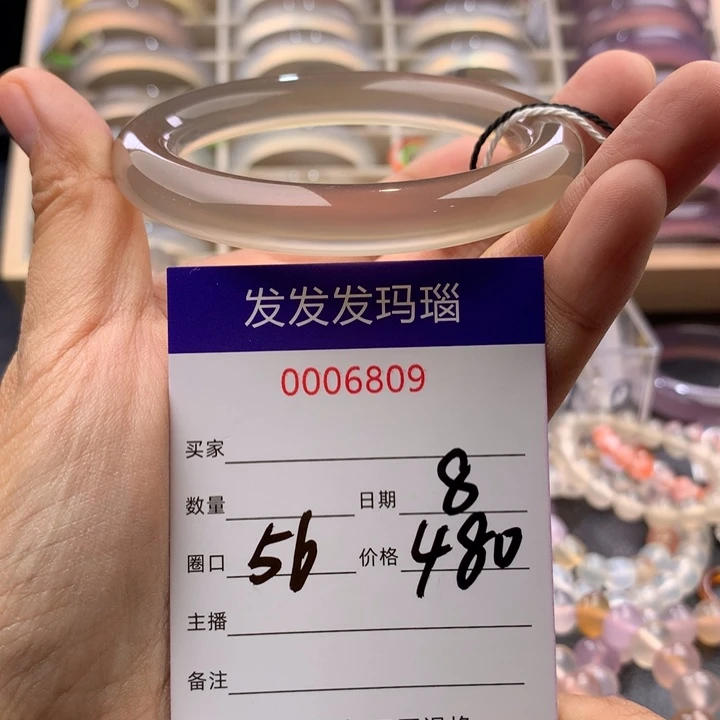 发发发玛瑙
0006809
买家
数量 日期 8
圈口 56 价格 480
主播
备注